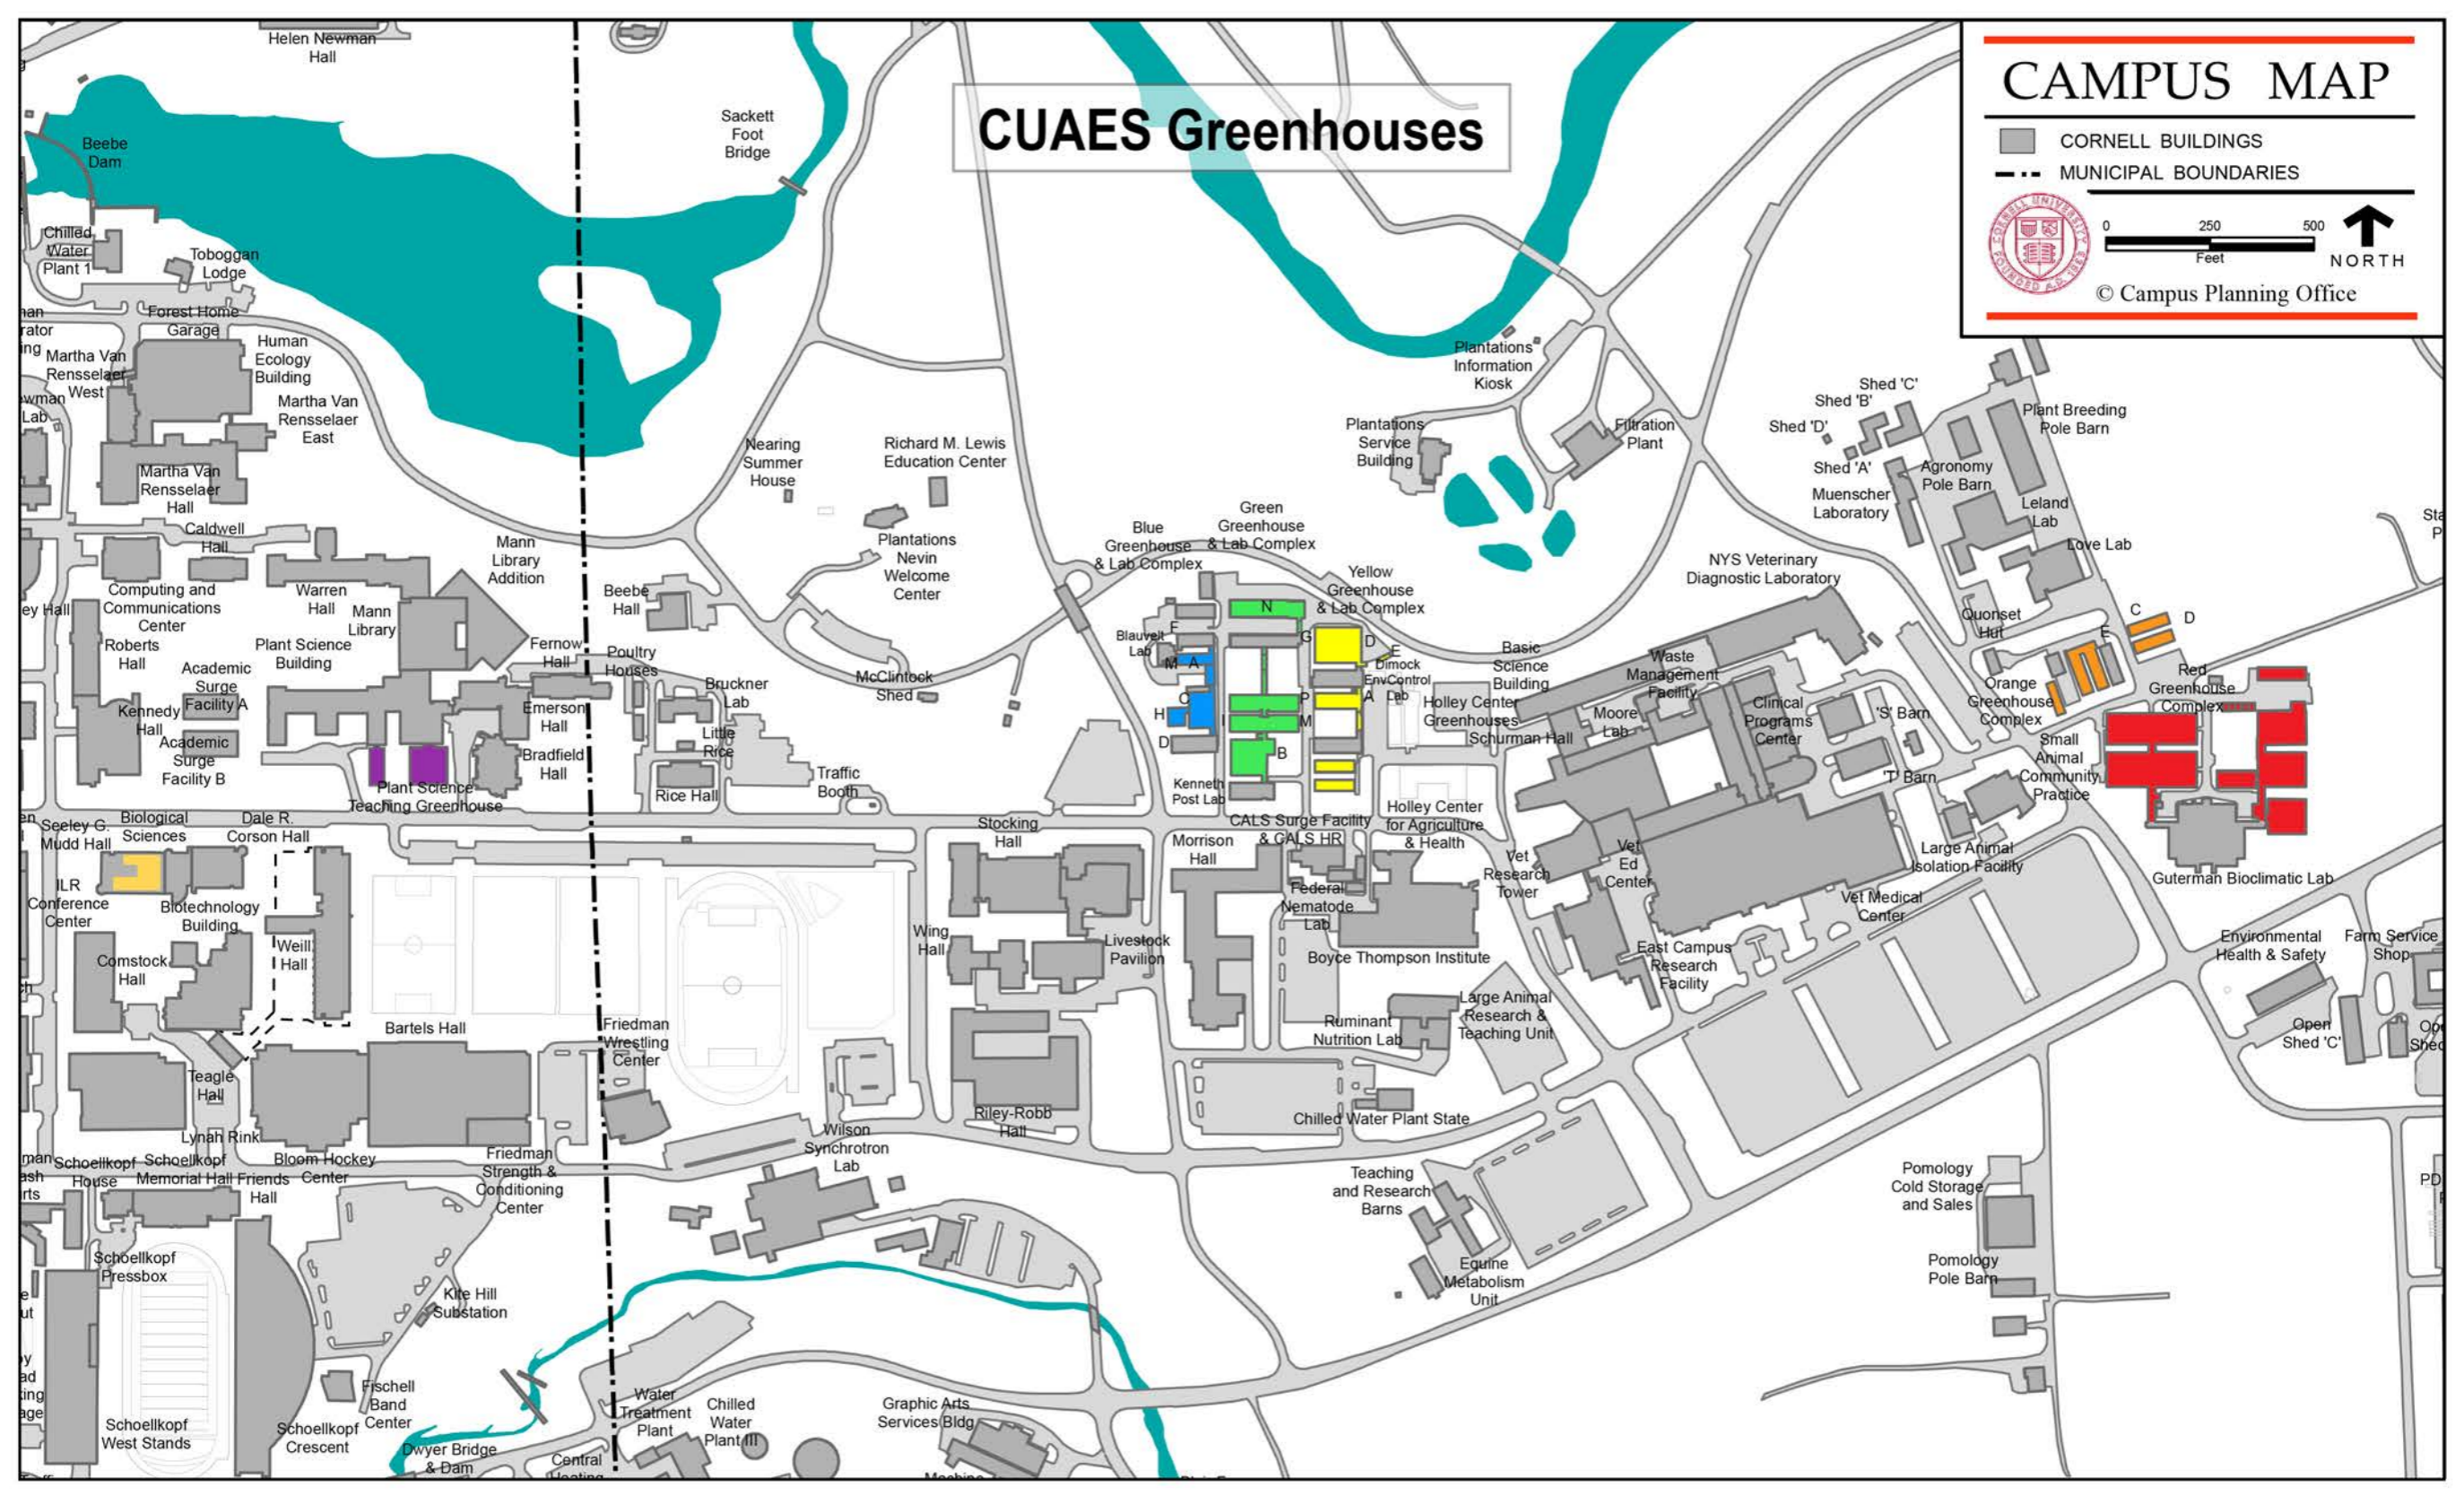 CUAES Greenhouses
CAMPUS MAP
CORNELL BUILDINGS
MUNICIPAL BOUNDARIES
0 250 500
Feet
NORTH
© Campus Planning Office
Helen Newman
Hall
Beebe
Dam
Sackett
Foot
Bridge
Chilled
Water
Plant 1
Toboggan
Lodge
Forest Home
Garage
Human
Ecology
Building
Martha Van
Rensselaer
West
Martha Van
Rensselaer
East
Martha Van
Rensselaer
Hall
Lab
Nearing
Summer
House
Richard M. Lewis
Education Center
Plantations
Information
Kiosk
Plantations
Service
Building
Filtration
Plant
Shed 'C'
Shed 'B'
Shed 'D'
Shed 'A'
Plant Breeding
Pole Barn
Agronomy
Pole Barn
Muenscher
Laboratory
Leland
Lab
Love Lab
Caldwell
Hall
Mann
Library
Addition
Plantations
Nevin
Welcome
Center
Blue
Greenhouse
& Lab Complex
Green
Greenhouse
& Lab Complex
Yellow
Greenhouse
& Lab Complex
NYS Veterinary
Diagnostic Laboratory
Computing and
Communications
Center
Warren
Hall
Mann
Library
Beebe
Hall
ey Hall
Roberts
Hall
Plant Science
Building
Fernow
Hall
Poultry
Houses
Academic
Surge
Facility A
Kennedy
Hall
Academic
Surge
Facility B
Emerson
Hall
Bradfield
Hall
Bruckner
Lab
Little
Rice
Rice Hall
McClintock
Shed
Traffic
Booth
Plant Science
Teaching Greenhouse
Blauvelt
Lab
F
M A
C
H
D
N
G
I
P
M
B
D
E
A
Dimock
EnvControl
Lab
Kenneth
Post Lab
Holley Center
Greenhouses
Basic
Science
Building
Schurman Hall
Waste
Management
Facility
Moore
Lab
Clinical
Programs
Center
'S' Barn
'T' Barn
Quonset
Hut
C
D
E
Orange
Greenhouse
Complex
Red
Greenhouse
Complex
Small
Animal
Community
Practice
Large Animal
Isolation Facility
Guterman Bioclimatic Lab
Seeley G.
Mudd Hall
Biological
Sciences
Dale R.
Corson Hall
ILR
Conference
Center
Biotechnology
Building
Comstock
Hall
Weill
Hall
Stocking
Hall
Morrison
Hall
CALS Surge Facility
& CALS HR
Holley Center
for Agriculture
& Health
Federal
Nematode
Lab
Vet
Research
Tower
Vet
Ed
Center
Vet Medical
Center
Wing
Hall
Livestock
Pavilion
Boyce Thompson Institute
East Campus
Research
Facility
Environmental
Health & Safety
Farm Service
Shop
Open
Shed 'C'
Bartels Hall
Friedman
Wrestling
Center
Ruminant
Nutrition Lab
Large Animal
Research &
Teaching Unit
Teagle
Hall
Lynah Rink
Riley-Robb
Hall
Chilled Water Plant State
Wilson
Synchrotron
Lab
Schoellkopf
House
Schoellkopf
Memorial Hall
Friends
Hall
Bloom Hockey
Center
Friedman
Strength &
Conditioning
Center
Teaching
and Research
Barns
Equine
Metabolism
Unit
Pomology
Cold Storage
and Sales
Pomology
Pole Barn
Schoellkopf
Pressbox
Kite Hill
Substation
Fischell
Band
Center
Schoellkopf
West Stands
Schoellkopf
Crescent
Dwyer Bridge
& Dam
Central
Heating
Water
Treatment
Plant
Chilled
Water
Plant III
Graphic Arts
Services Bldg